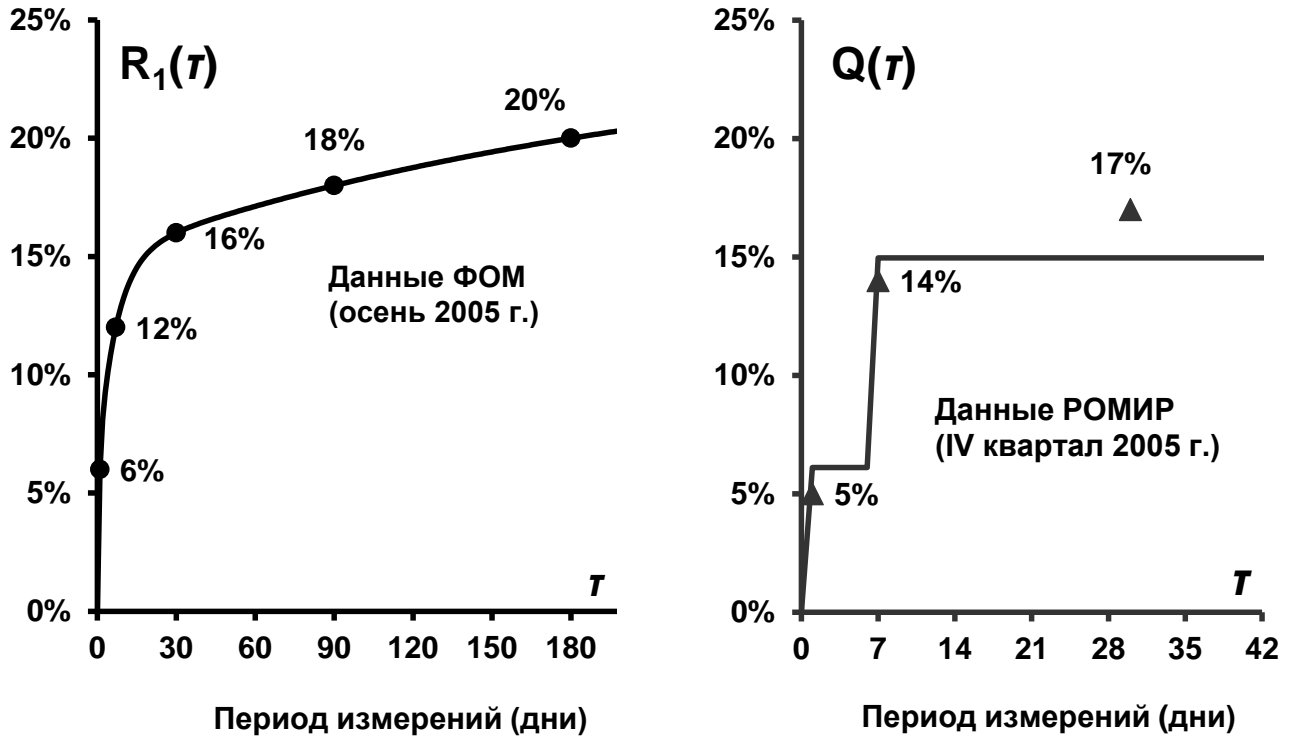 25%
20%
15%
10%
5%
0%
R₁(τ)
20%
18%
16%
12%
6%
Данные ФОМ
(осень 2005 г.)
τ
0 30 60 90 120 150 180
Период измерений (дни)
25%
20%
15%
10%
5%
0%
Q(τ)
17%
14%
5%
Данные РОМИР
(IV квартал 2005 г.)
τ
0 7 14 21 28 35 42
Период измерений (дни)